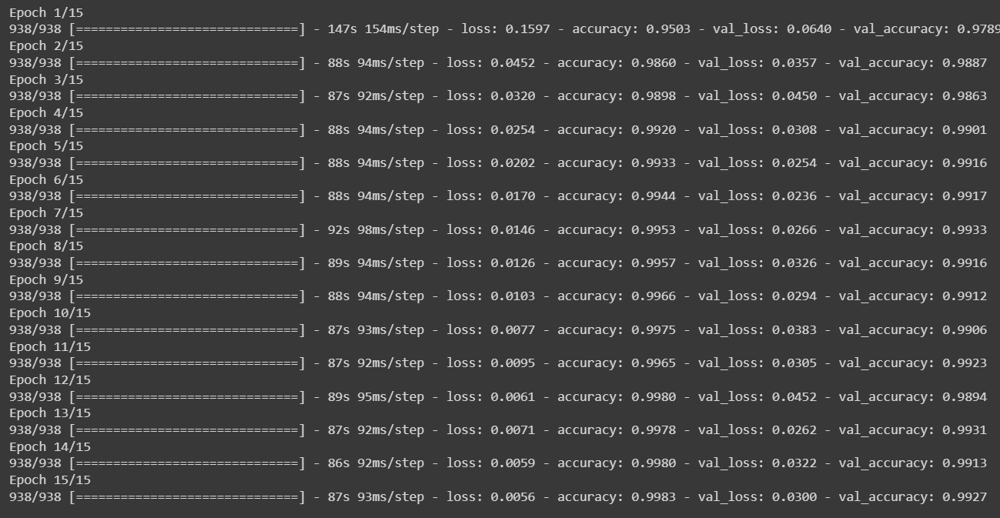 Epoch 1/15
938/938 [==============================] - 147s 154ms/step - loss: 0.1597 - accuracy: 0.9503 - val_loss: 0.0640 - val_accuracy: 0.9789
Epoch 2/15
938/938 [==============================] - 88s 94ms/step - loss: 0.0452 - accuracy: 0.9860 - val_loss: 0.0357 - val_accuracy: 0.9887
Epoch 3/15
938/938 [==============================] - 87s 92ms/step - loss: 0.0320 - accuracy: 0.9898 - val_loss: 0.0450 - val_accuracy: 0.9863
Epoch 4/15
938/938 [==============================] - 88s 94ms/step - loss: 0.0254 - accuracy: 0.9920 - val_loss: 0.0308 - val_accuracy: 0.9901
Epoch 5/15
938/938 [==============================] - 88s 94ms/step - loss: 0.0202 - accuracy: 0.9933 - val_loss: 0.0254 - val_accuracy: 0.9916
Epoch 6/15
938/938 [==============================] - 88s 94ms/step - loss: 0.0170 - accuracy: 0.9944 - val_loss: 0.0236 - val_accuracy: 0.9917
Epoch 7/15
938/938 [==============================] - 92s 98ms/step - loss: 0.0146 - accuracy: 0.9953 - val_loss: 0.0266 - val_accuracy: 0.9933
Epoch 8/15
938/938 [==============================] - 89s 94ms/step - loss: 0.0126 - accuracy: 0.9957 - val_loss: 0.0326 - val_accuracy: 0.9916
Epoch 9/15
938/938 [==============================] - 88s 94ms/step - loss: 0.0103 - accuracy: 0.9966 - val_loss: 0.0294 - val_accuracy: 0.9912
Epoch 10/15
938/938 [==============================] - 87s 93ms/step - loss: 0.0077 - accuracy: 0.9975 - val_loss: 0.0383 - val_accuracy: 0.9906
Epoch 11/15
938/938 [==============================] - 87s 92ms/step - loss: 0.0095 - accuracy: 0.9965 - val_loss: 0.0305 - val_accuracy: 0.9923
Epoch 12/15
938/938 [==============================] - 89s 95ms/step - loss: 0.0061 - accuracy: 0.9980 - val_loss: 0.0452 - val_accuracy: 0.9894
Epoch 13/15
938/938 [==============================] - 87s 92ms/step - loss: 0.0071 - accuracy: 0.9978 - val_loss: 0.0262 - val_accuracy: 0.9931
Epoch 14/15
938/938 [==============================] - 86s 92ms/step - loss: 0.0059 - accuracy: 0.9980 - val_loss: 0.0322 - val_accuracy: 0.9913
Epoch 15/15
938/938 [==============================] - 87s 93ms/step - loss: 0.0056 - accuracy: 0.9983 - val_loss: 0.0300 - val_accuracy: 0.9927